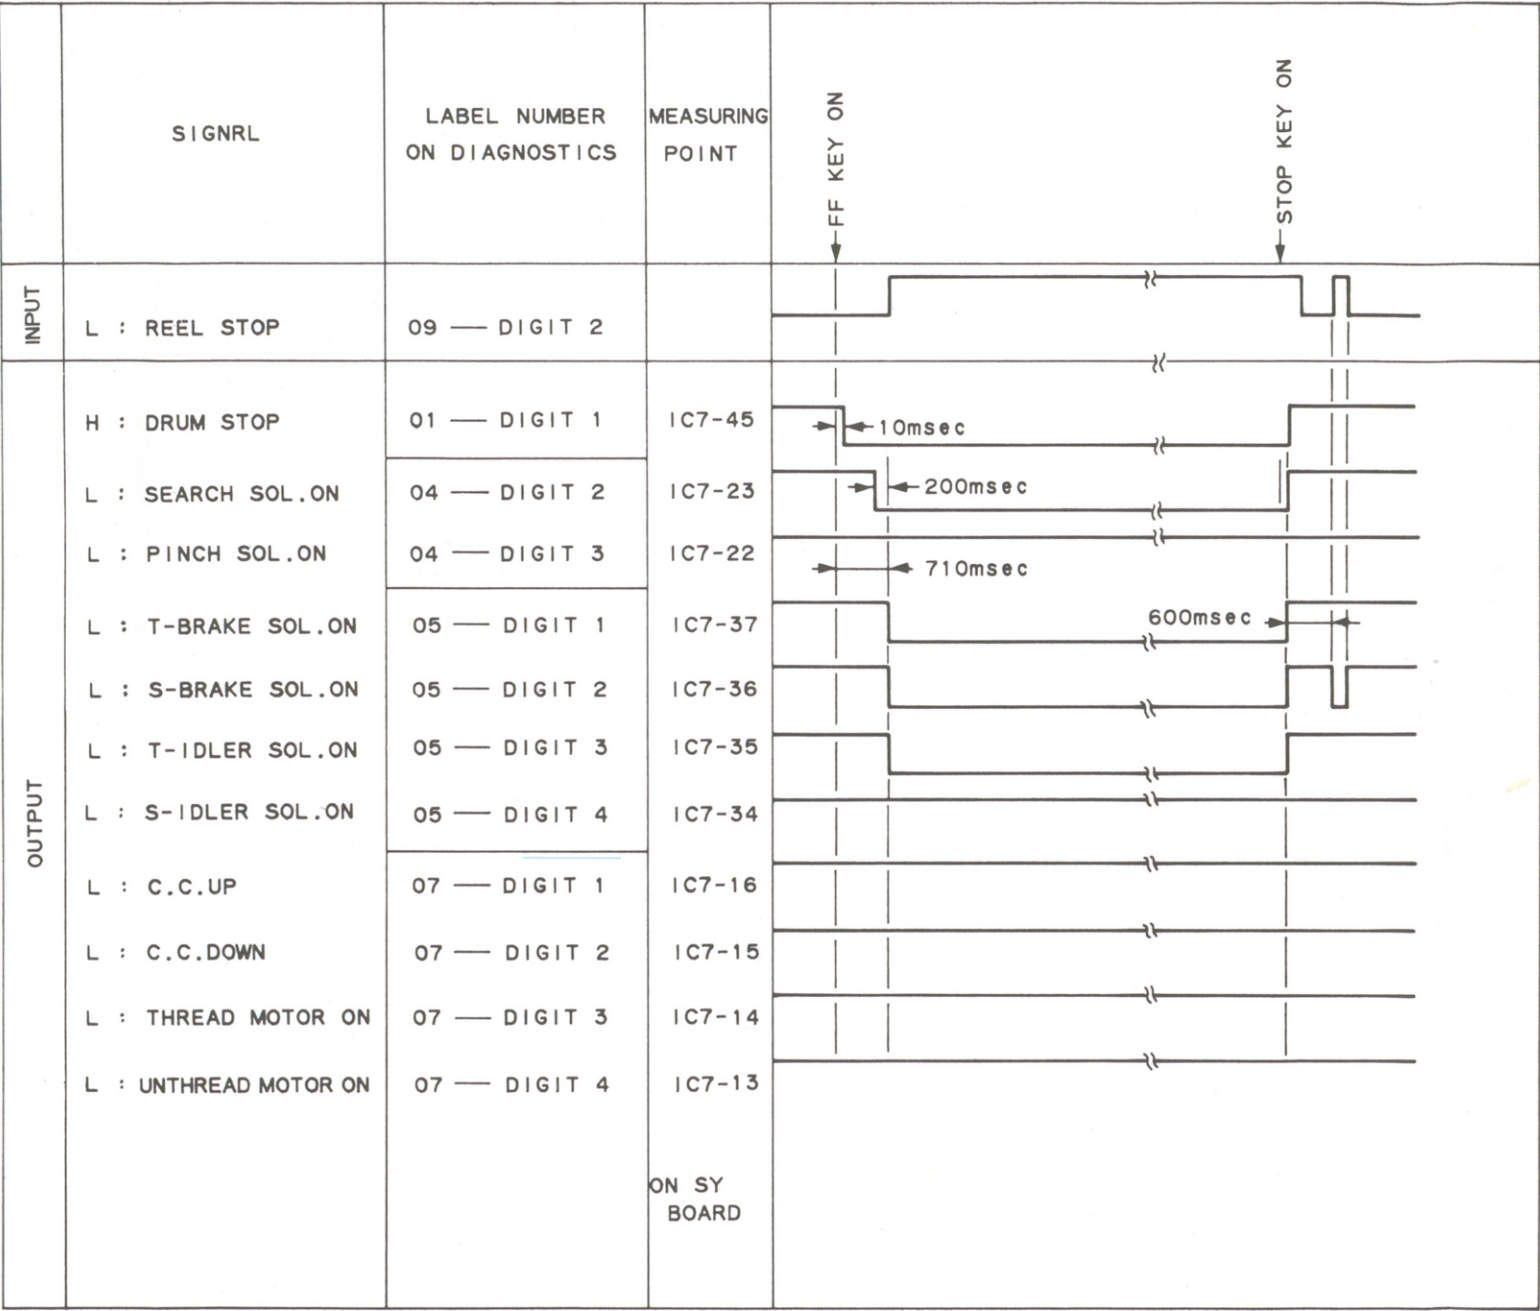 SIGNRL
LABEL NUMBER
ON DIAGNOSTICS
MEASURING
POINT
FF KEY ON
STOP KEY ON
INPUT
L : REEL STOP
09 — DIGIT 2
OUTPUT
H : DRUM STOP
01 — DIGIT 1
IC7-45
10msec
L : SEARCH SOL.ON
04 — DIGIT 2
IC7-23
200msec
L : PINCH SOL.ON
04 — DIGIT 3
IC7-22
710msec
L : T-BRAKE SOL.ON
05 — DIGIT 1
IC7-37
600msec
L : S-BRAKE SOL.ON
05 — DIGIT 2
IC7-36
L : T-IDLER SOL.ON
05 — DIGIT 3
IC7-35
L : S-IDLER SOL.ON
05 — DIGIT 4
IC7-34
L : C.C.UP
07 — DIGIT 1
IC7-16
L : C.C.DOWN
07 — DIGIT 2
IC7-15
L : THREAD MOTOR ON
07 — DIGIT 3
IC7-14
L : UNTHREAD MOTOR ON
07 — DIGIT 4
IC7-13
ON SY
BOARD